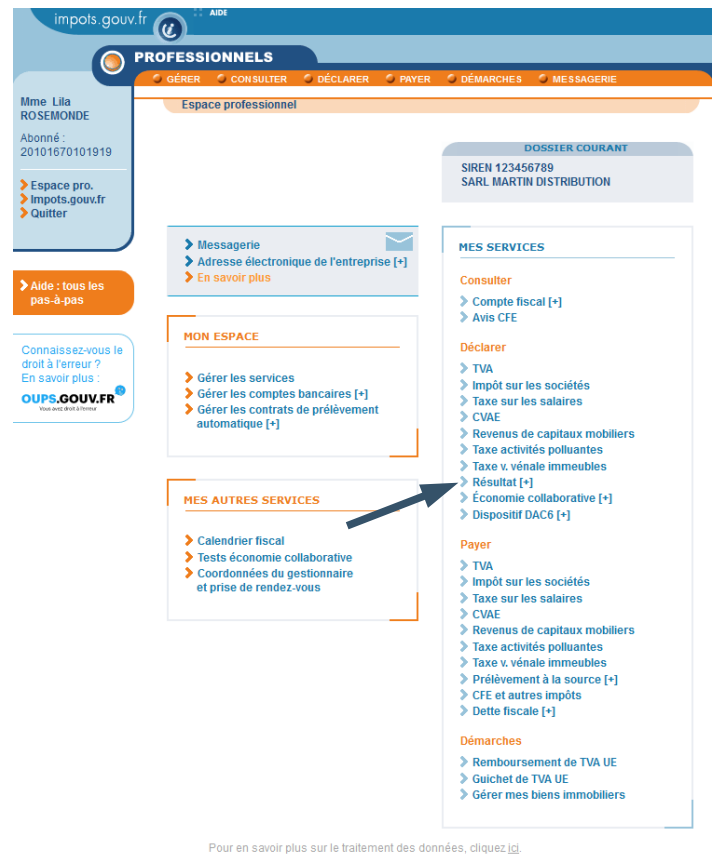 impots.gouv.fr
AIDE
PROFESSIONNELS
GÉRER CONSULTER DÉCLARER PAYER DÉMARCHES MESSAGERIE
Mme Lila
ROSEMONDE
Abonné :
20101670101919
Espace pro.
Impots.gouv.fr
Quitter
Aide : tous les
pas-à-pas
Connaissez-vous le
droit à l'erreur ?
En savoir plus :
OUPS.GOUV.FR
Vous avez droit à l'erreur
Espace professionnel
DOSSIER COURANT
SIREN 123456789
SARL MARTIN DISTRIBUTION
Messagerie
Adresse électronique de l'entreprise [+]
En savoir plus
MON ESPACE
Gérer les services
Gérer les comptes bancaires [+]
Gérer les contrats de prélèvement
automatique [+]
MES AUTRES SERVICES
Calendrier fiscal
Tests économie collaborative
Coordonnées du gestionnaire
et prise de rendez-vous
MES SERVICES
Consulter
Compte fiscal [+]
Avis CFE
Déclarer
TVA
Impôt sur les sociétés
Taxe sur les salaires
CVAE
Revenus de capitaux mobiliers
Taxe activités polluantes
Taxe v. vénale immeubles
Résultat [+]
Économie collaborative [+]
Dispositif DAC6 [+]
Payer
TVA
Impôt sur les sociétés
Taxe sur les salaires
CVAE
Revenus de capitaux mobiliers
Taxe activités polluantes
Taxe v. vénale immeubles
Prélèvement à la source [+]
CFE et autres impôts
Dette fiscale [+]
Démarches
Remboursement de TVA UE
Guichet de TVA UE
Gérer mes biens immobiliers
Pour en savoir plus sur le traitement des données, cliquez ici.